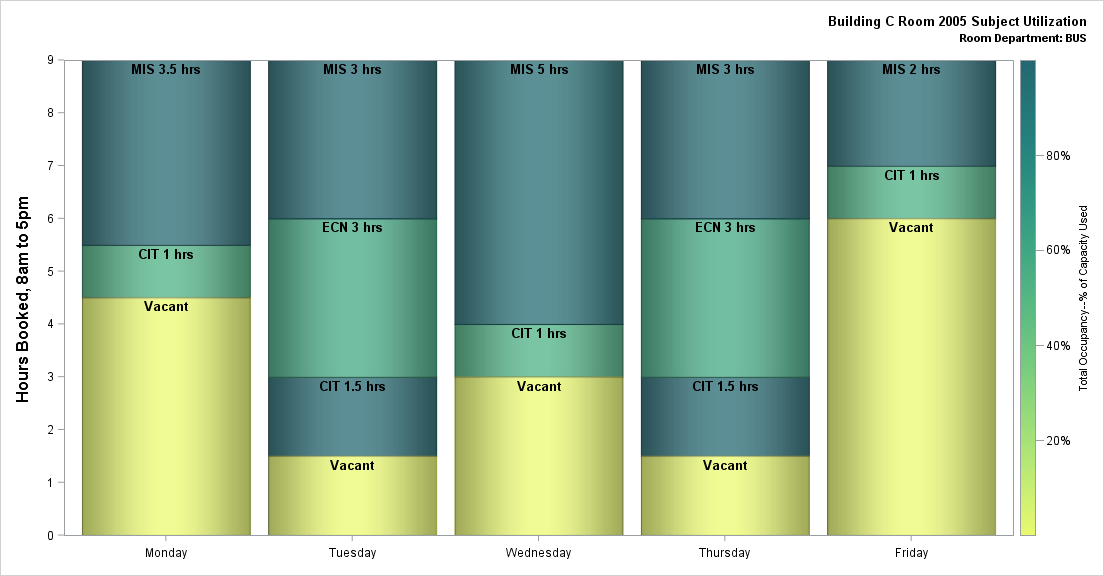 Building C Room 2005 Subject Utilization
Room Department: BUS
Hours Booked, 8am to 5pm
9
8
7
6
5
4
3
2
1
0
MIS 3.5 hrs
CIT 1 hrs
Vacant
MIS 3 hrs
ECN 3 hrs
CIT 1.5 hrs
Vacant
MIS 5 hrs
CIT 1 hrs
Vacant
MIS 3 hrs
ECN 3 hrs
CIT 1.5 hrs
Vacant
MIS 2 hrs
CIT 1 hrs
Vacant
Monday
Tuesday
Wednesday
Thursday
Friday
80%
60%
40%
20%
Total Occupancy--% of Capacity Used